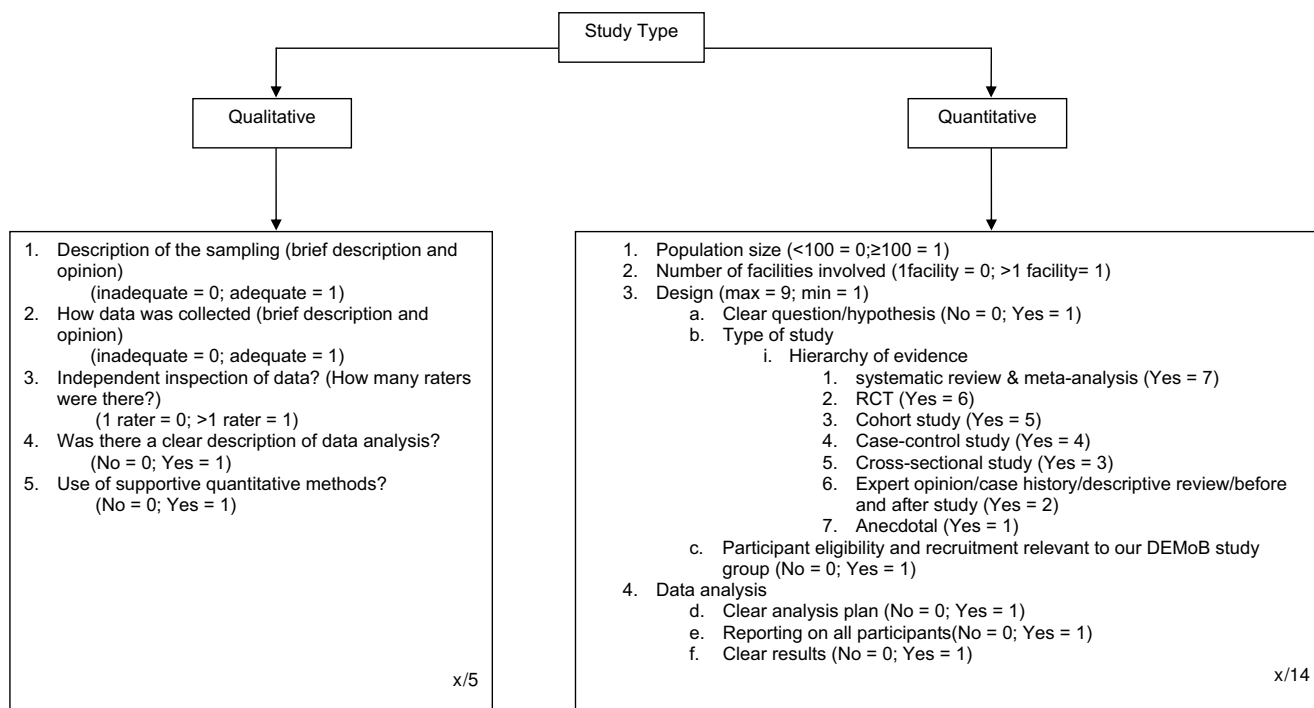 Study Type
Qualitative
Quantitative
1. Description of the sampling (brief description and
opinion)
(inadequate = 0; adequate = 1)
2. How data was collected (brief description and
opinion)
(inadequate = 0; adequate = 1)
3. Independent inspection of data? (How many raters
were there?)
(1 rater = 0; >1 rater = 1)
4. Was there a clear description of data analysis?
(No = 0; Yes = 1)
5. Use of supportive quantitative methods?
(No = 0; Yes = 1)
x/5
1. Population size (<100 = 0;≥100 = 1)
2. Number of facilities involved (1facility = 0; >1 facility= 1)
3. Design (max = 9; min = 1)
a. Clear question/hypothesis (No = 0; Yes = 1)
b. Type of study
i. Hierarchy of evidence
1. systematic review & meta-analysis (Yes = 7)
2. RCT (Yes = 6)
3. Cohort study (Yes = 5)
4. Case-control study (Yes = 4)
5. Cross-sectional study (Yes = 3)
6. Expert opinion/case history/descriptive review/before
and after study (Yes = 2)
7. Anecdotal (Yes = 1)
c. Participant eligibility and recruitment relevant to our DEMoB study
group (No = 0; Yes = 1)
4. Data analysis
d. Clear analysis plan (No = 0; Yes = 1)
e. Reporting on all participants(No = 0; Yes = 1)
f. Clear results (No = 0; Yes = 1)
x/14